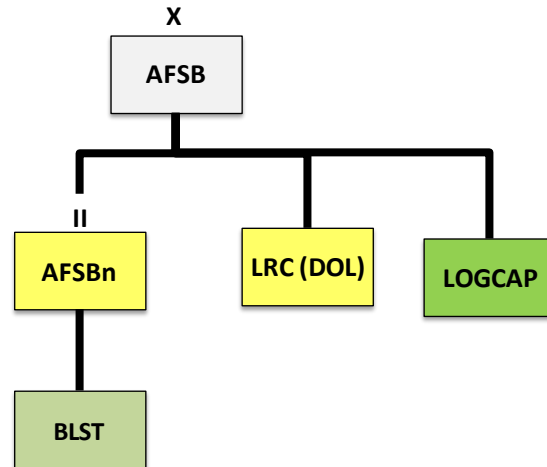 X
AFSB
II
AFSBn
LRC (DOL)
LOGCAP
BLST